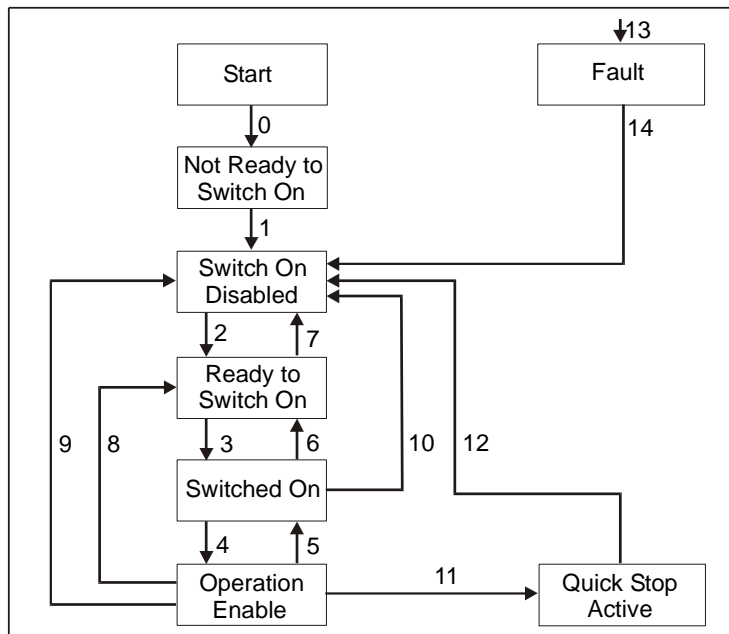 13
Start
Fault
0
14
Not Ready to
Switch On
1
Switch On
Disabled
2
7
Ready to
Switch On
9
8
3
6
10
12
Switched On
4
5
11
Operation
Enable
Quick Stop
Active